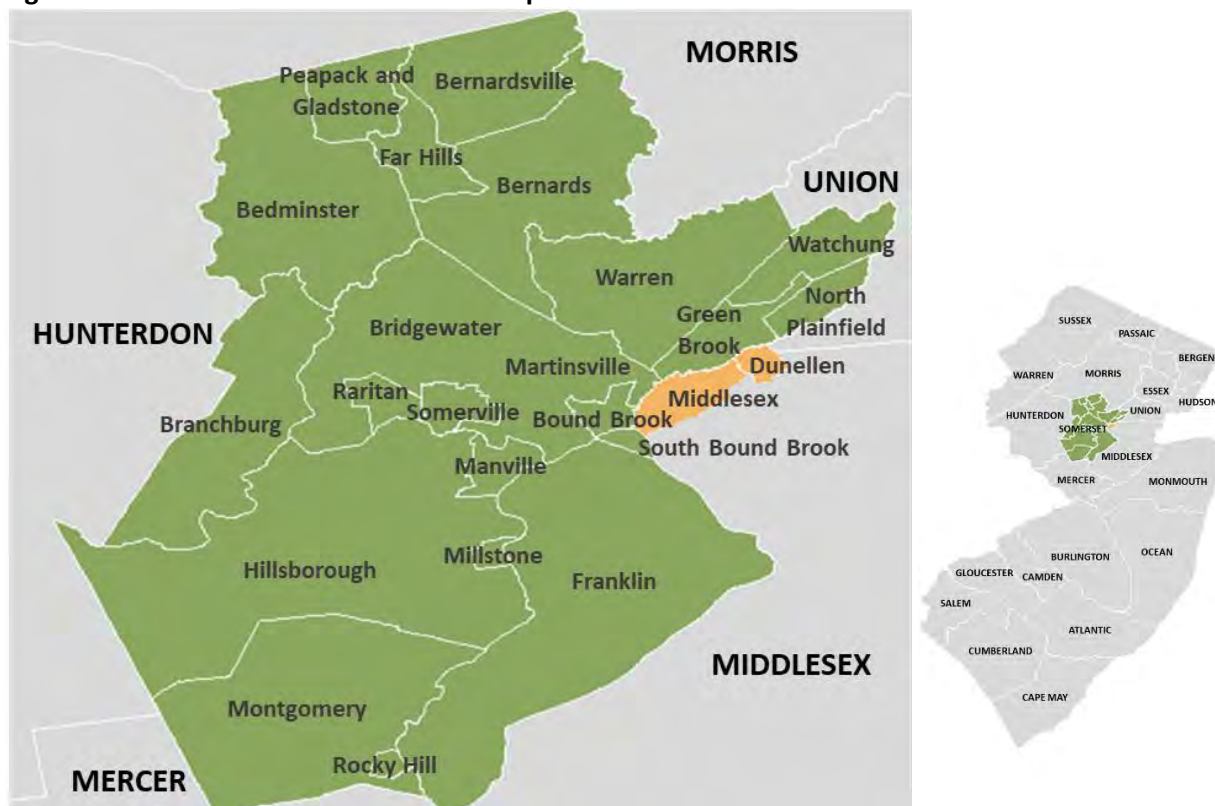 MORRIS
Peapack and
Gladstone
Bernardsville
Far Hills
Bernards
UNION
Bedminster
Watchung
Warren
North
Plainfield
HUNTERDON
Bridgewater
Green
Brook
Martinsville
Dunellen
Raritan
Somerville
Middlesex
Branchburg
Bound Brook
South Bound Brook
Manville
Millstone
Hillsborough
Franklin
MIDDLESEX
Montgomery
Rocky Hill
MERCER
SUSSEX
PASSAIC
BERGEN
WARREN
MORRIS
ESSEX
HUDSON
HUNTERDON
UNION
SOMERSET
MIDDLESEX
MERCER
MONMOUTH
OCEAN
BURLINGTON
GLOUCESTER
CAMDEN
SALEM
ATLANTIC
CUMBERLAND
CAPE MAY